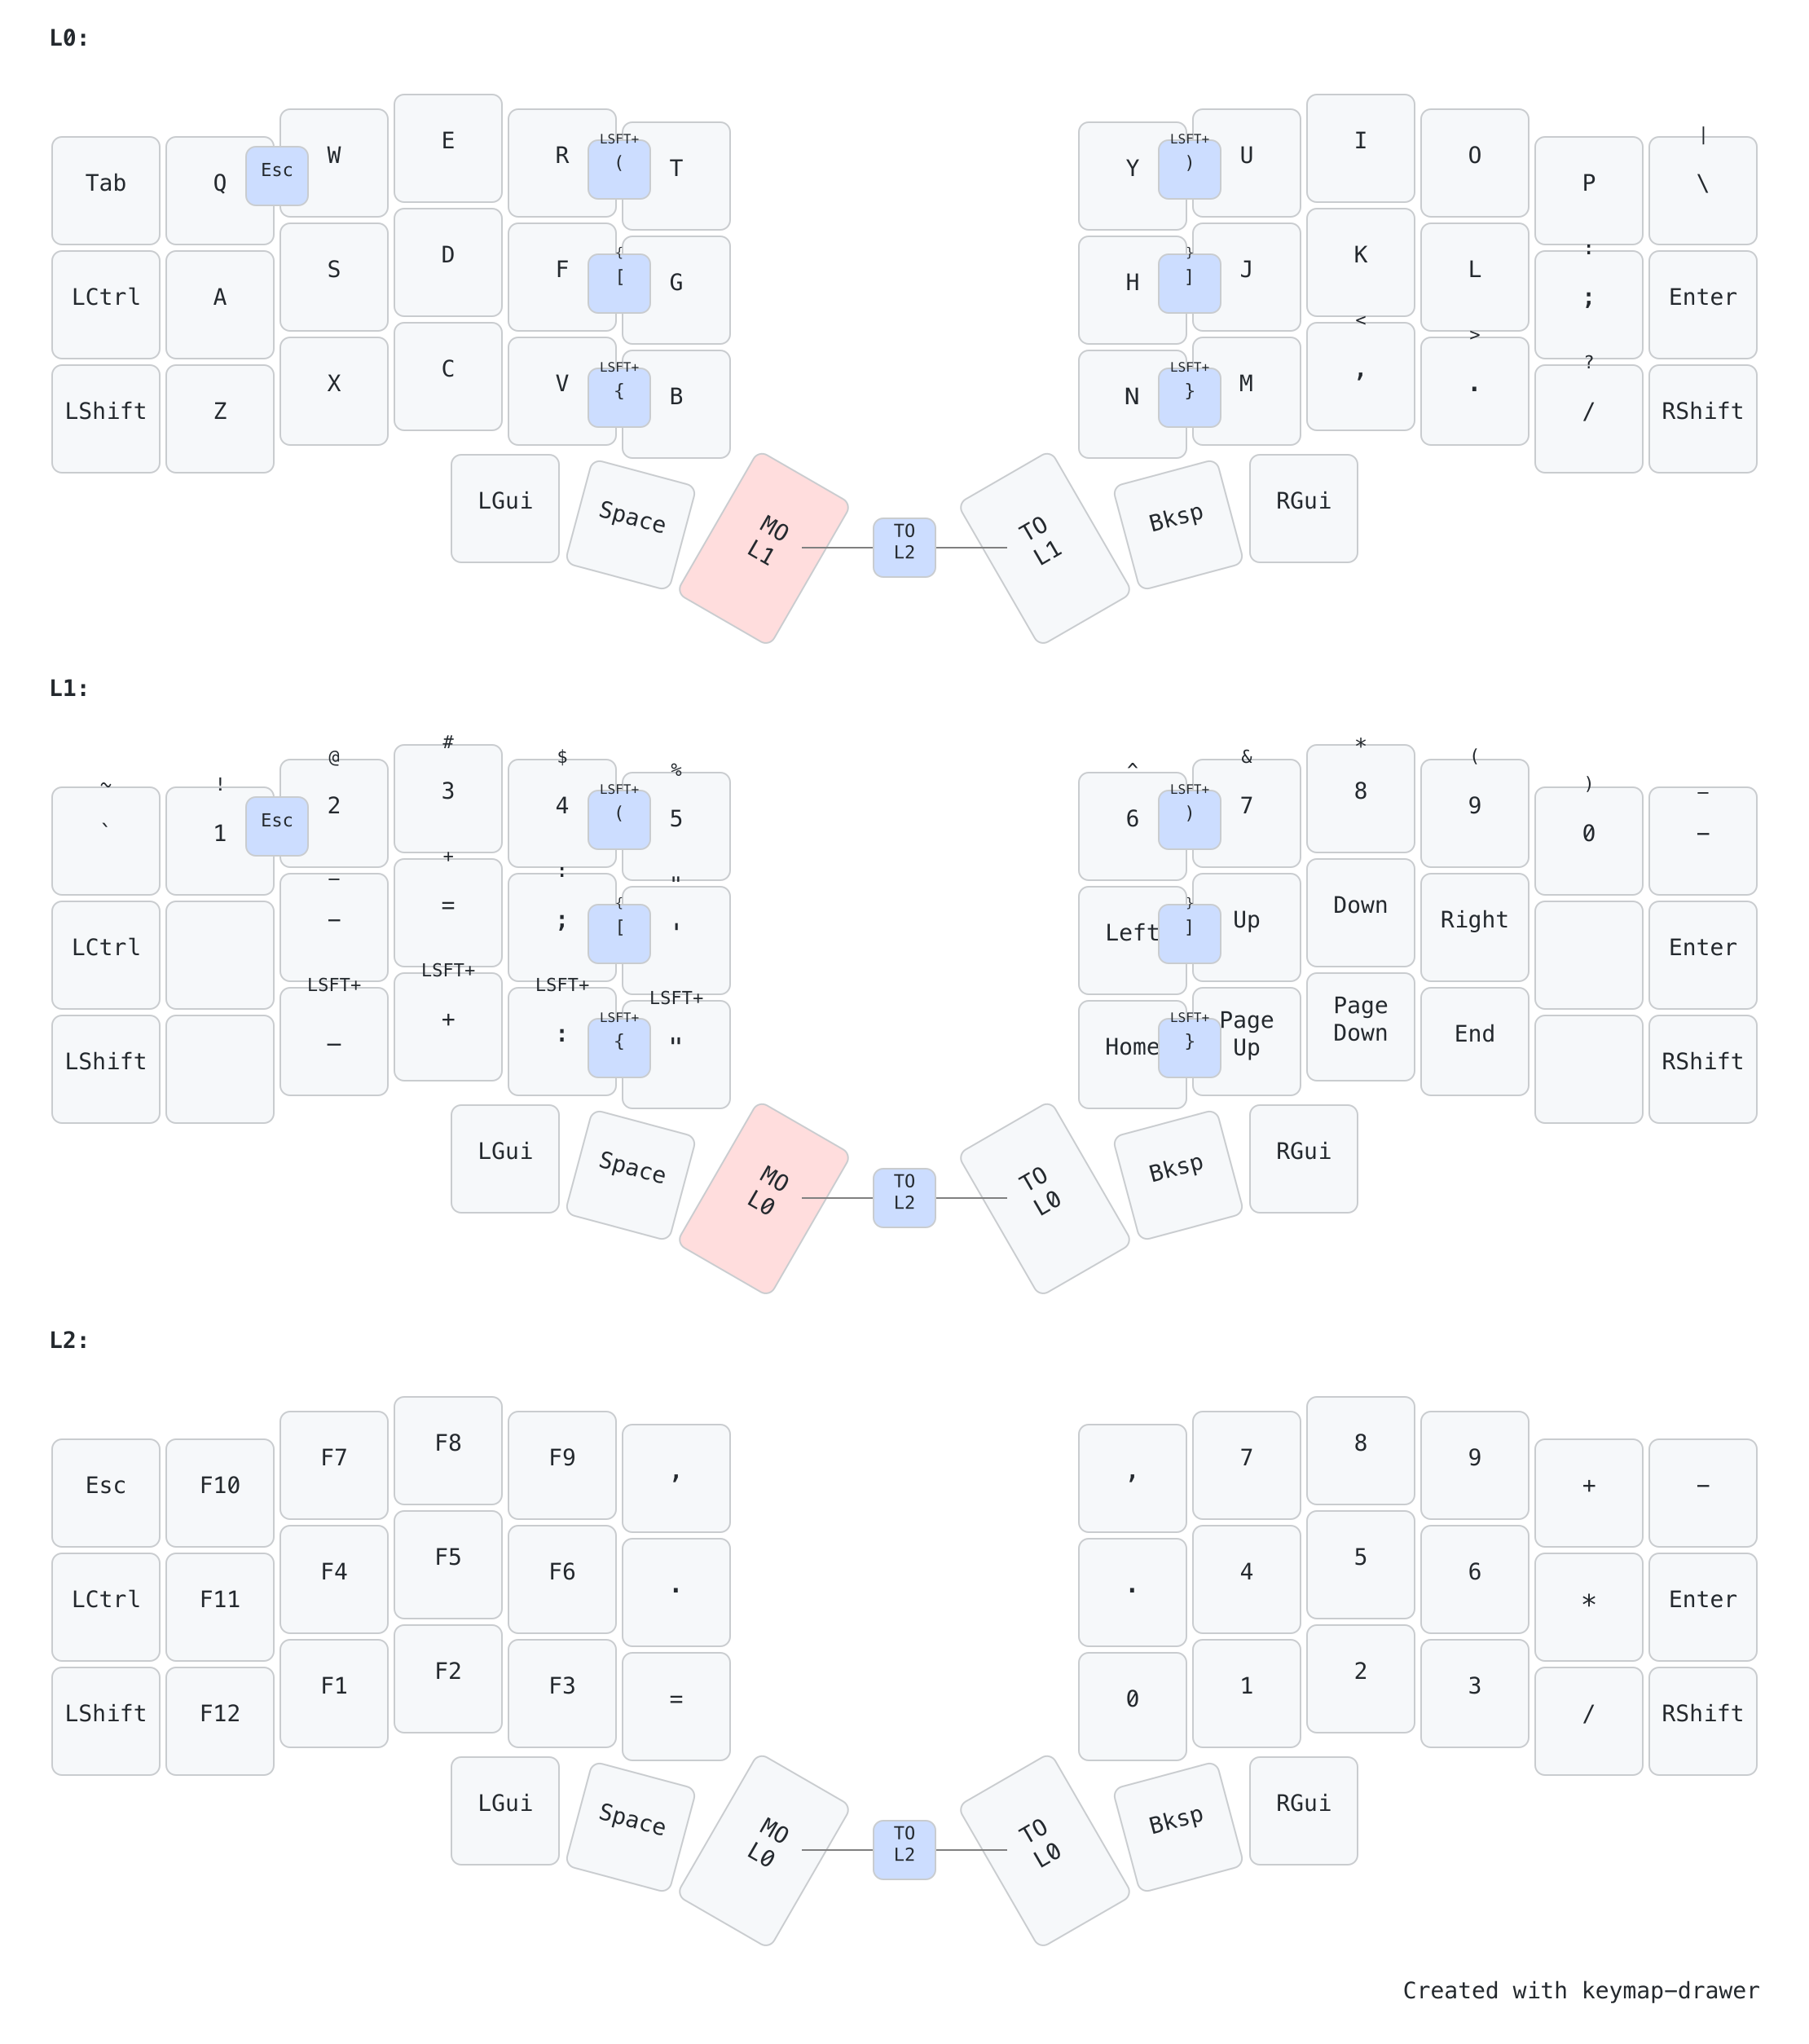 L0:
Tab Q Esc W E R LSFT+ ( T Y LSFT+ ) U I O P | \
LCtrl A S D F { [ G H } ] J K L : ; Enter
LShift Z X C V LSFT+ { B N LSFT+ } M < , > . ? / RShift
LGui Space MO L1 TO L2 TO L1 Bksp RGui
L1:
~ ` ! 1 Esc @ 2 # 3 $ 4 LSFT+ ( % 5 ^ 6 LSFT+ ) & 7 * 8 ( 9 ) 0 _ -
LCtrl _ - + = : ; { [ " ' Left } ] Up Down Right Enter
LShift LSFT+ _ LSFT+ + LSFT+ : LSFT+ { LSFT+ " Home LSFT+ } Page Up Page Down End RShift
LGui Space MO L0 TO L2 TO L0 Bksp RGui
L2:
Esc F10 F7 F8 F9 , , 7 8 9 + -
LCtrl F11 F4 F5 F6 . . 4 5 6 * Enter
LShift F12 F1 F2 F3 = 0 1 2 3 / RShift
LGui Space MO L0 TO L2 TO L0 Bksp RGui
Created with keymap-drawer